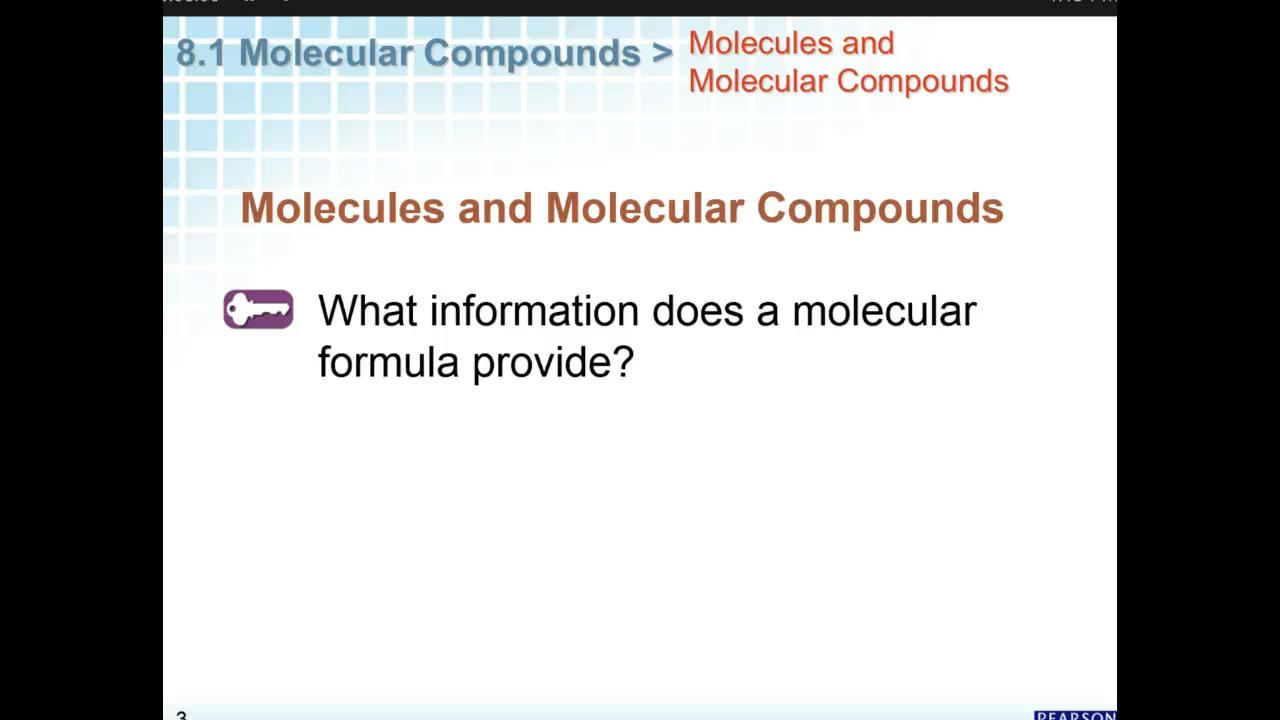 8.1 Molecular Compounds >
Molecules and
Molecular Compounds
Molecules and Molecular Compounds
What information does a molecular
formula provide?
3
PEARSON